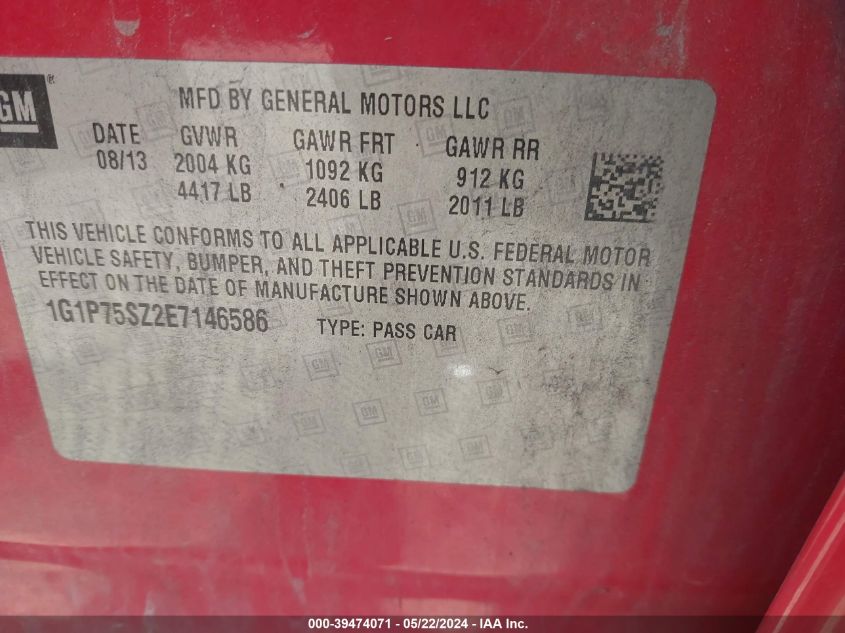 GM ®
MFD BY GENERAL MOTORS LLC
DATE GVWR GAWR FRT GAWR RR
08/13 2004 KG 1092 KG 912 KG
4417 LB 2406 LB 2011 LB
THIS VEHICLE CONFORMS TO ALL APPLICABLE U.S. FEDERAL MOTOR
VEHICLE SAFETY, BUMPER, AND THEFT PREVENTION STANDARDS IN
EFFECT ON THE DATE OF MANUFACTURE SHOWN ABOVE.
1G1P75SZ2E7146586 TYPE: PASS CAR
000-39474071 - 05/22/2024 - IAA Inc.